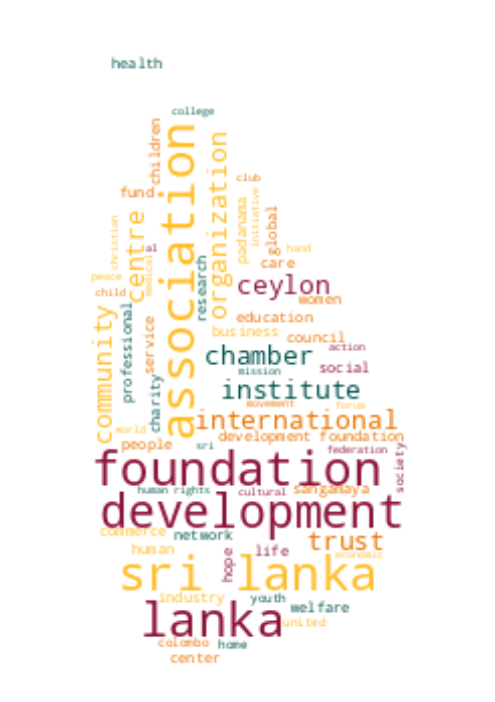 health
college
children
association
organization
club
fund
padanama
initiative
global
centre
christian
al
medical
hand
care
research
peace
child
ceylon
women
professional
community
service
education
business
council
chamber
action
mission
social
charity
institute
movement
forum
international
world
development foundation
people
sri
federation
society
foundation
human rights
cultural
sangamaya
development
commerce
network
trust
human
hope
life
economic
sri lanka
industry
youth
welfare
lanka
united
colombo
home
center